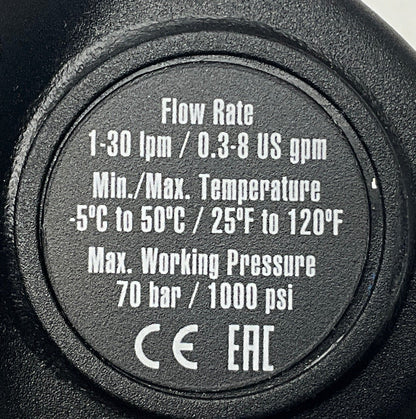 Flow Rate
1-30 lpm / 0.3-8 US gpm
Min./Max. Temperature
-5ºC to 50ºC / 25ºF to 120ºF
Max. Working Pressure
70 bar / 1000 psi
CE EAC